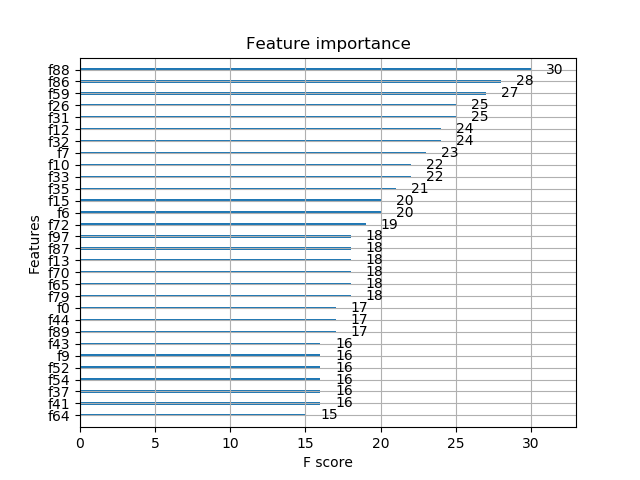 Feature importance
f88 30
f86 28
f59 27
f26 25
f31 25
f12 24
f32 24
f7 23
f10 22
f33 22
f35 21
f15 20
f6 20
f72 19
f97 18
f87 18
f13 18
f70 18
f65 18
f79 18
f0 17
f44 17
f89 17
f43 16
f9 16
f52 16
f54 16
f37 16
f41 16
f64 15
Features
0 5 10 15 20 25 30
F score